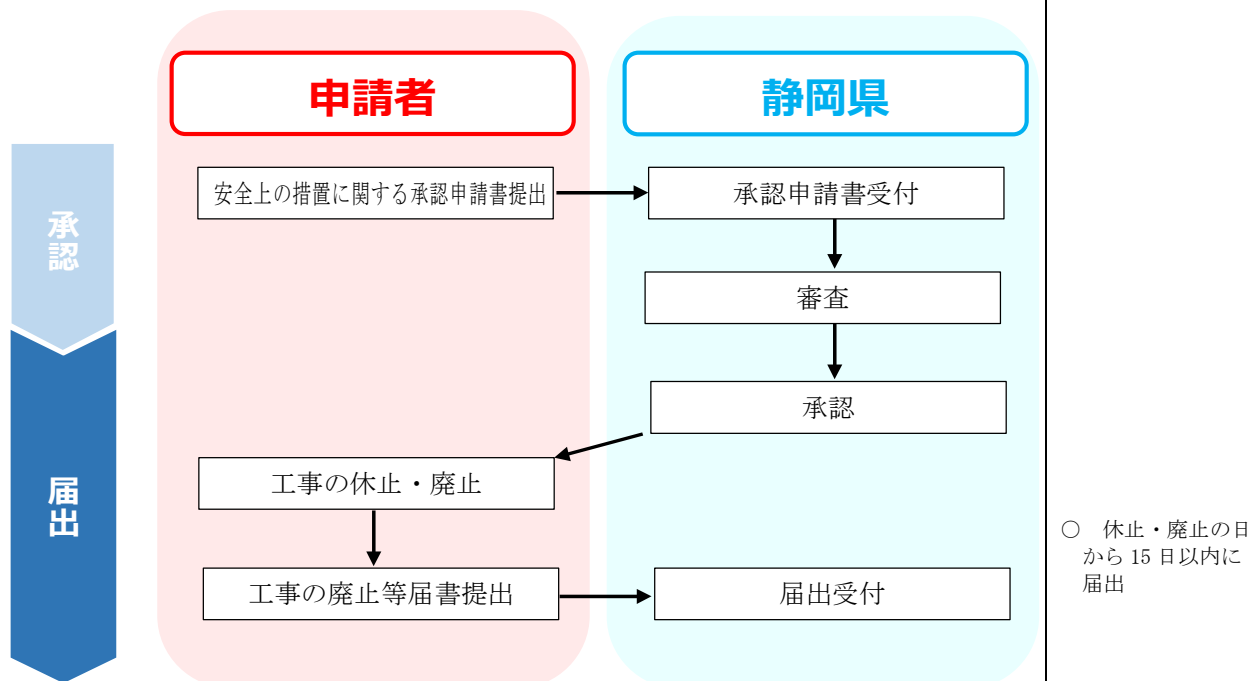 申請者
静岡県
承認
安全上の措置に関する承認申請書提出
承認申請書受付
審査
承認
届出
工事の休止・廃止
工事の廃止等届書提出
届出受付
○ 休止・廃止の日
から 15 日以内に
届出